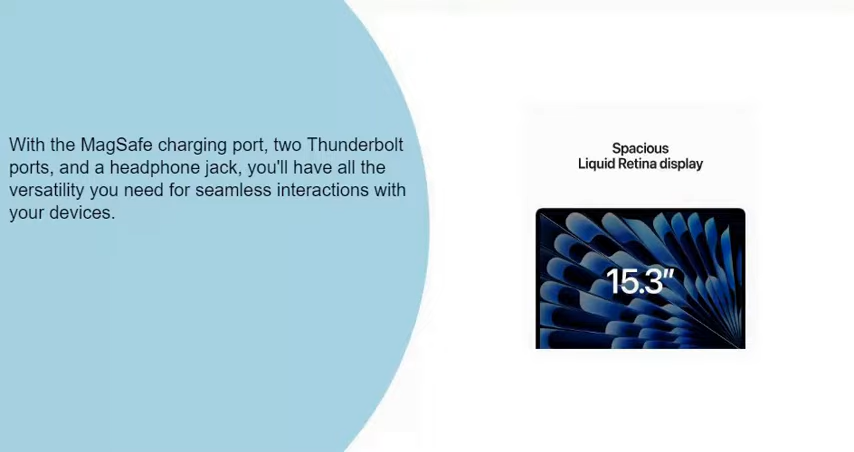 With the MagSafe charging port, two Thunderbolt
ports, and a headphone jack, you'll have all the
versatility you need for seamless interactions with
your devices.
Spacious
Liquid Retina display
15.3"